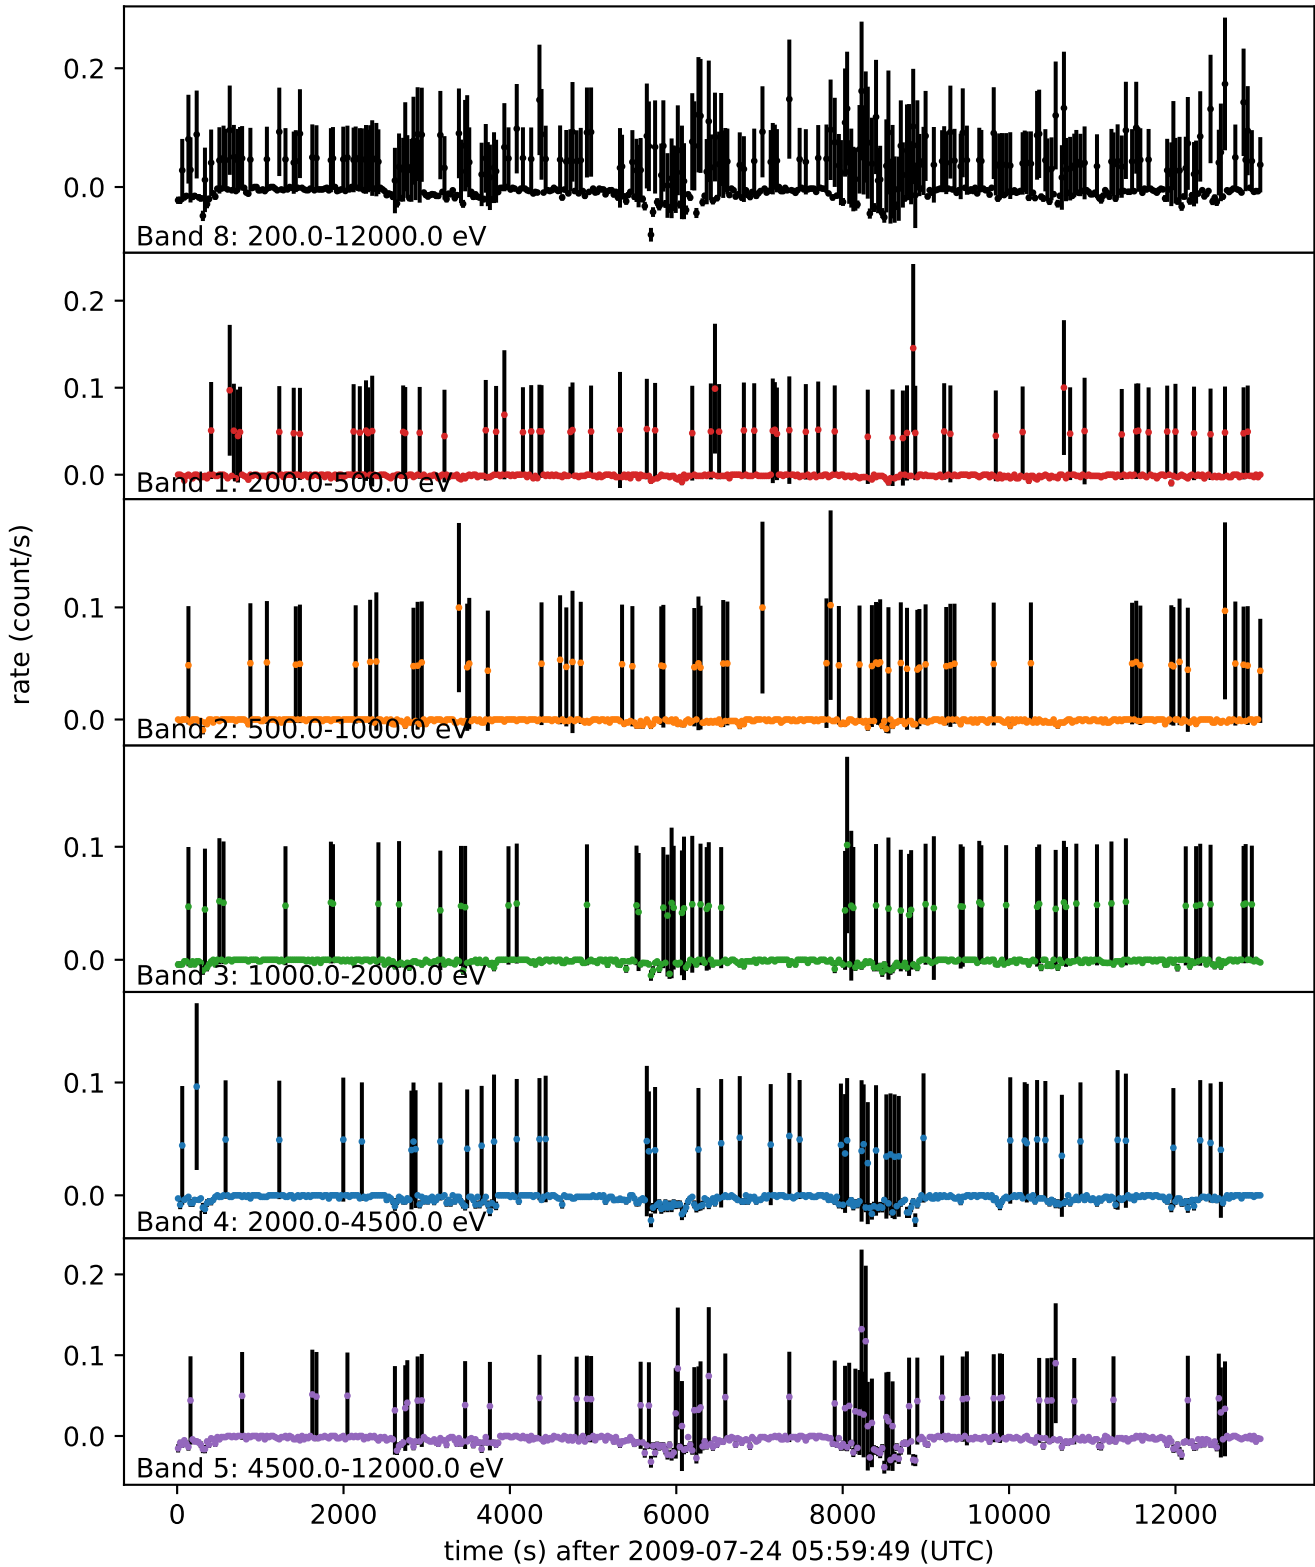 0.2
0.0
Band 8: 200.0-12000.0 eV
0.2
0.1
0.0
Band 1: 200.0-500.0 eV
rate (count/s)
0.1
0.0
Band 2: 500.0-1000.0 eV
0.1
0.0
Band 3: 1000.0-2000.0 eV
0.1
0.0
Band 4: 2000.0-4500.0 eV
0.2
0.1
0.0
Band 5: 4500.0-12000.0 eV
0 2000 4000 6000 8000 10000 12000
time (s) after 2009-07-24 05:59:49 (UTC)